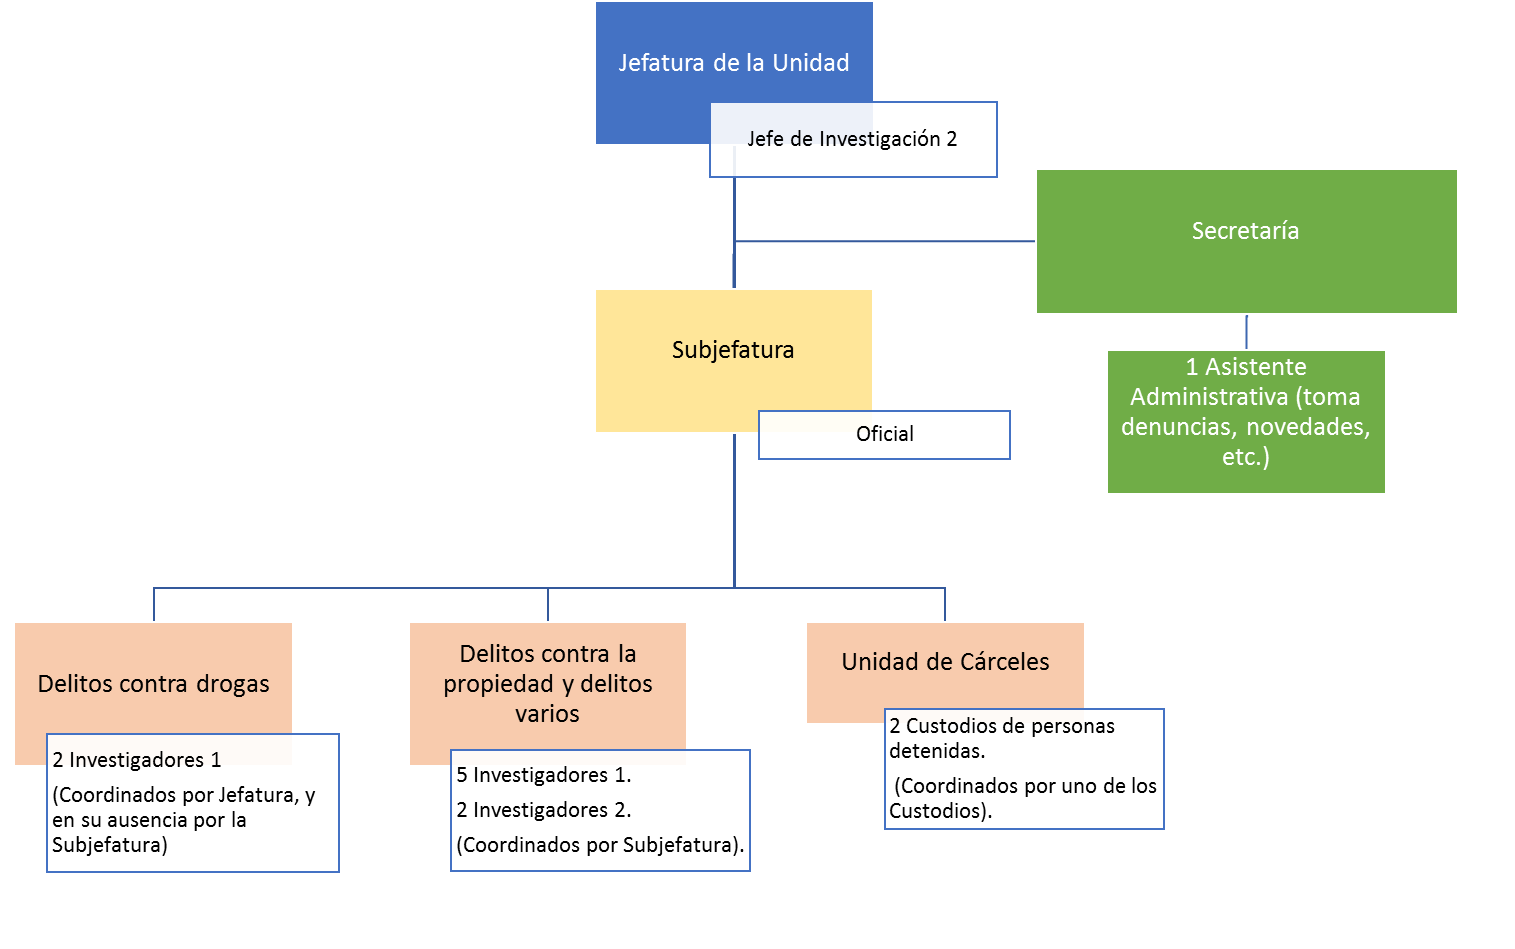 Jefatura de la Unidad
Jefe de Investigación 2
Secretaría
Subjefatura
Oficial
1 Asistente
Administrativa (toma
denuncias, novedades,
etc.)
Delitos contra drogas
2 Investigadores 1
(Coordinados por Jefatura, y
en su ausencia por la
Subjefatura)
Delitos contra la
propiedad y delitos
varios
5 Investigadores 1.
2 Investigadores 2.
(Coordinados por Subjefatura).
Unidad de Cárceles
2 Custodios de personas
detenidas.
(Coordinados por uno de los
Custodios).